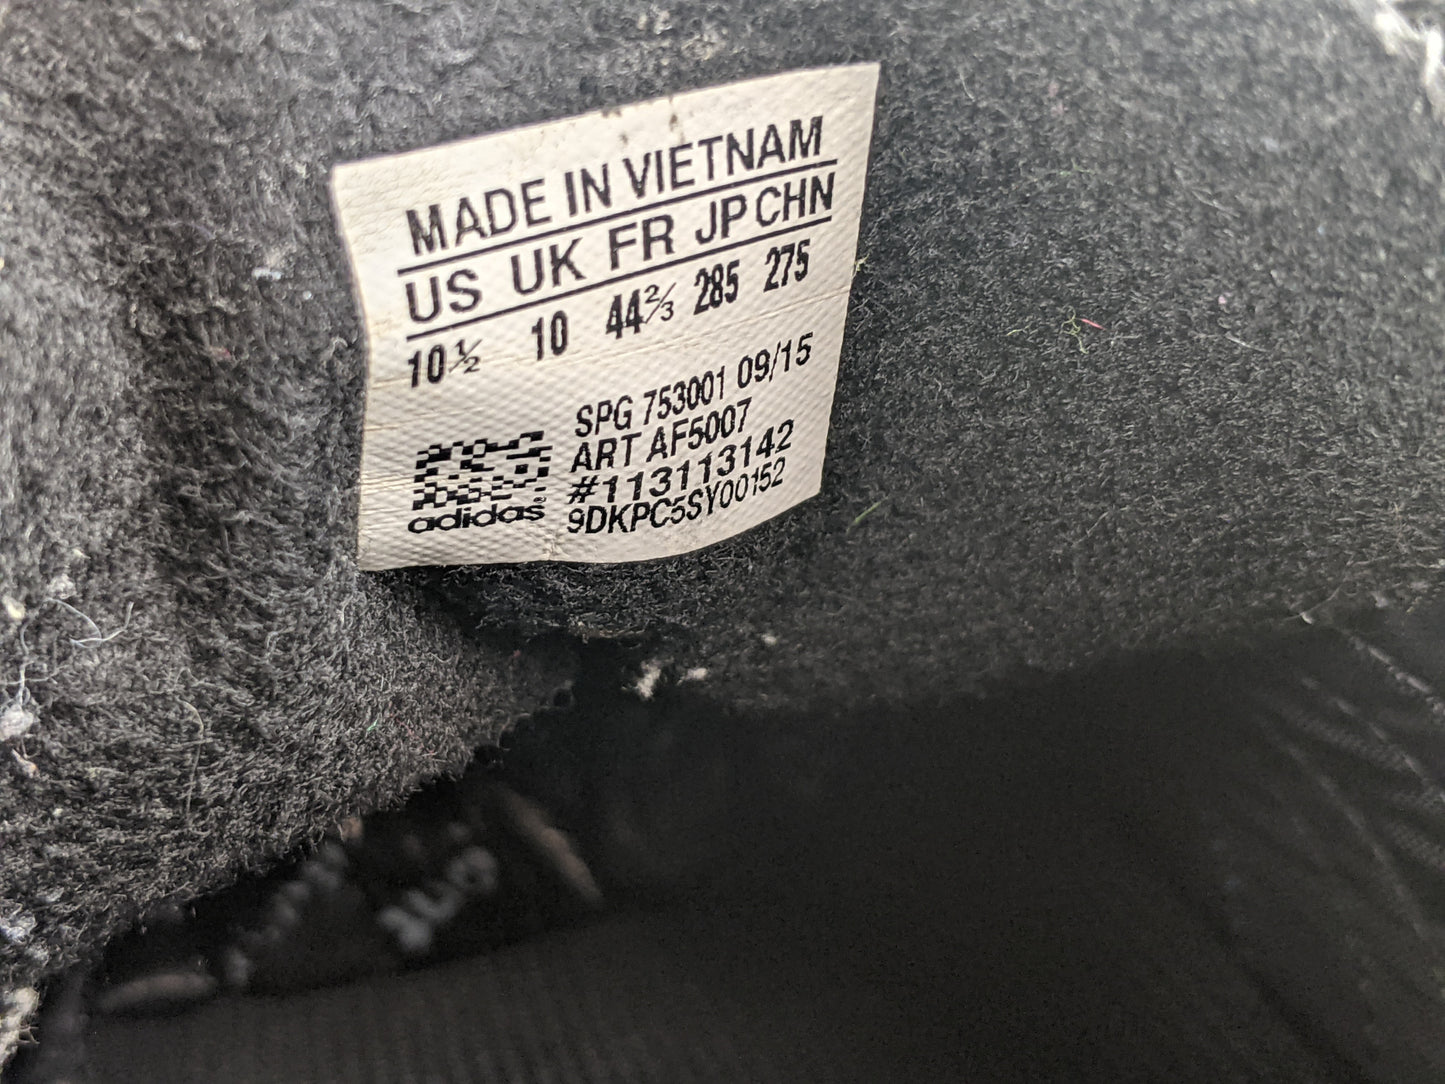 MADE IN VIETNAM
US UK FR JP CHN
10½ 10 44⅔ 285 275
SPG 753001 09/15
ART AF5007
#113113142
9DKPC5SY00152
adidas